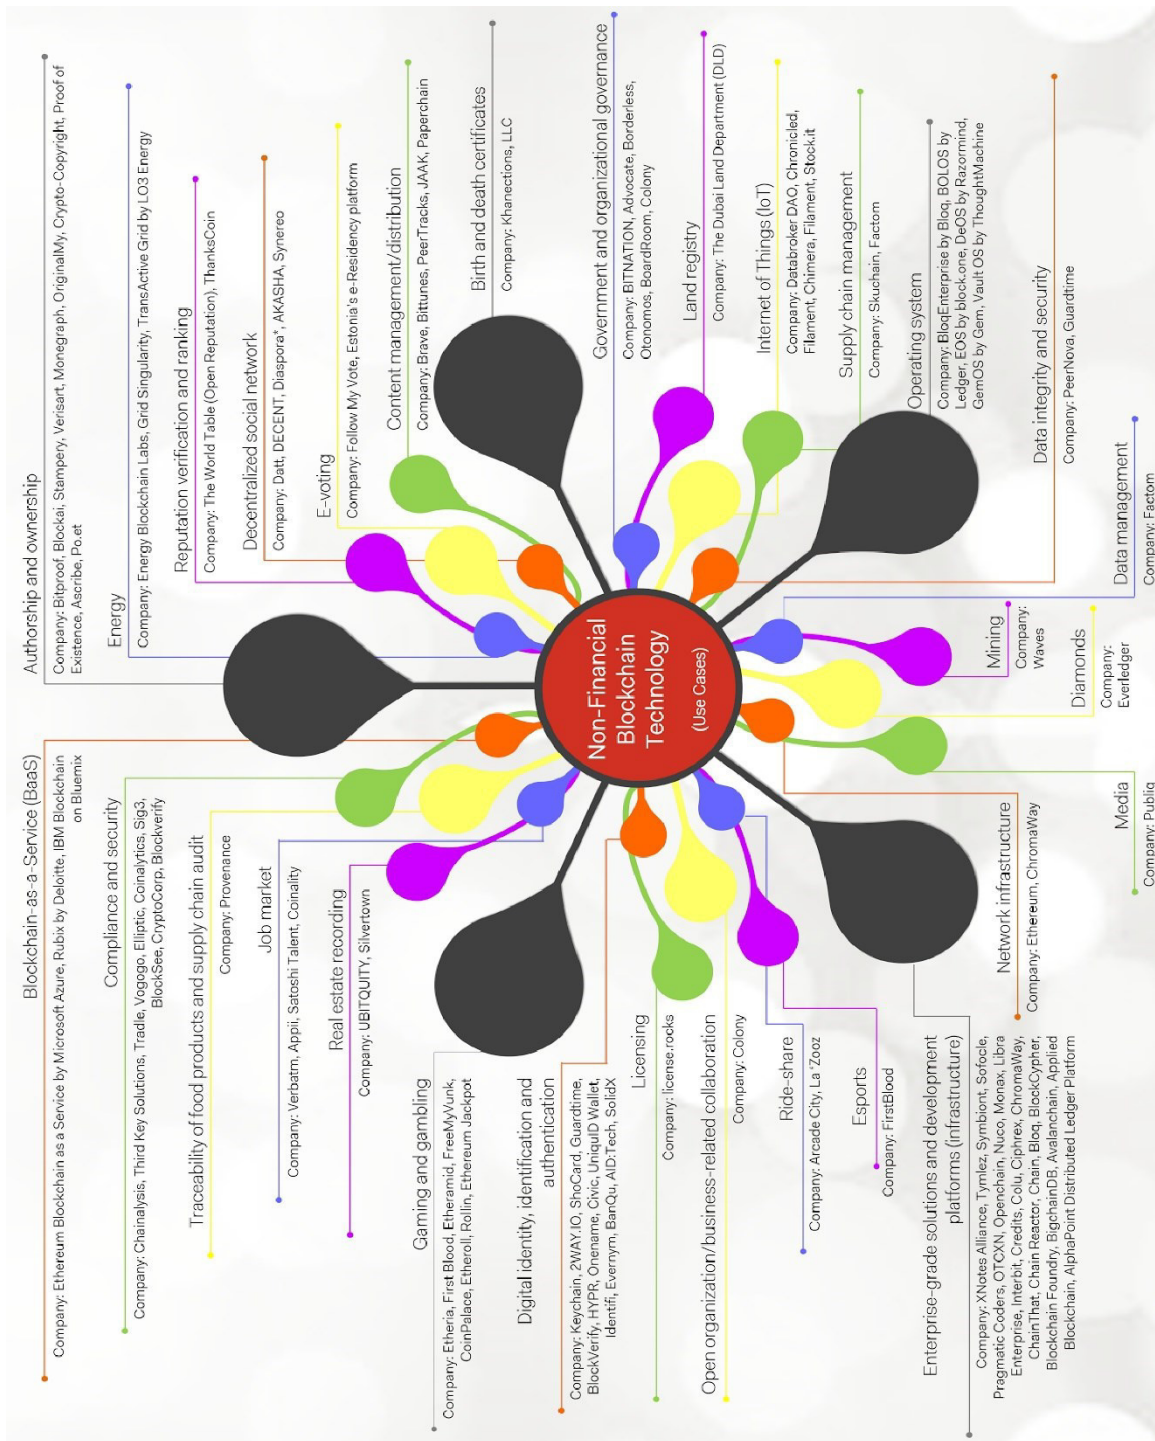 Blockchain-as-a-Service (BaaS)
Company: Ethereum Blockchain as a Service by Microsoft Azure, Rubix by Deloitte, IBM Blockchain
on Bluemix
Compliance and security
Company: Chainalysis, Third Key Solutions, Tradle, Vogogo, Elliptic, Coinalytics, Sig3,
BlockSee, CryptoCorp, Blockverify
Traceability of food products and supply chain audit
Company: Provenance
Job market
Company: Verbatm, Appii, Satoshi Talent, Coinality
Real estate recording
Company: UBITQUITY, Silvertown
Gaming and gambling
Company: Etheria, First Blood, Etheramid, FreeMyVunk,
CoinPalace, Etheroll, Rollin, Ethereum Jackpot
Digital identity, identification and
authentication
Company: Keychain, 2WAY.IO, ShoCard, Guardtime,
BlockVerify, HYPR, Onename, Civic, UniquID Wallet,
Identifi, Evernym, BanQu, AID:Tech, SolidX
Licensing
Company: license.rocks
Open organization/business-related collaboration
Company: Colony
Ride-share
Company: Arcade City, La 'Zooz
Esports
Company: FirstBlood
Enterprise-grade solutions and development
platforms (infrastructure)
Company: XNotes Alliance, Tymlez, Symbiont, Sofocle,
Pragmatic Coders, OTCXN, Openchain, Nuco, Monax, Libra
Enterprise, Interbit, Credits, Colu, Ciphrex, ChromaWay,
ChainThat, Chain Reactor, Chain, Bloq, BlockCypher,
Blockchain Foundry, BigchainDB, Avalanchain, Applied
Blockchain, AlphaPoint Distributed Ledger Platform
Network infrastructure
Company: Ethereum, ChromaWay
Media
Company: Publiq
Non-Financial
Blockchain
Technology
(Use Cases)
Authorship and ownership
Company: Bitproof, Blockai, Stampery, Verisart, Monegraph, OriginalMy, Crypto-Copyright, Proof of
Existence, Ascribe, Po.et
Energy
Company: Energy Blockchain Labs, Grid Singularity, TransActive Grid by LO3 Energy
Reputation verification and ranking
Company: The World Table (Open Reputation), ThanksCoin
Decentralized social network
Company: Datt, DECENT, Diaspora*, AKASHA, Synereo
E-voting
Company: Follow My Vote, Estonia's e-Residency platform
Content management/distribution
Company: Brave, Bittunes, PeerTracks, JAAK, Paperchain
Birth and death certificates
Company: Khanections, LLC
Government and organizational governance
Company: BITNATION, Advocate, Borderless,
Otonomos, BoardRoom, Colony
Land registry
Company: The Dubai Land Department (DLD)
Internet of Things (IoT)
Company: Databroker DAO, Chronicled,
Filament, Chimera, Filament, Stock.it
Supply chain management
Company: Skuchain, Factom
Operating system
Company: BloqEnterprise by Bloq, BOLOS by
Ledger, EOS by block.one, DeOS by Razormind,
GemOS by Gem, Vault OS by ThoughtMachine
Data integrity and security
Company: PeerNova, Guardtime
Data management
Company: Factom
Mining
Company:
Waves
Diamonds
Company:
Everledger